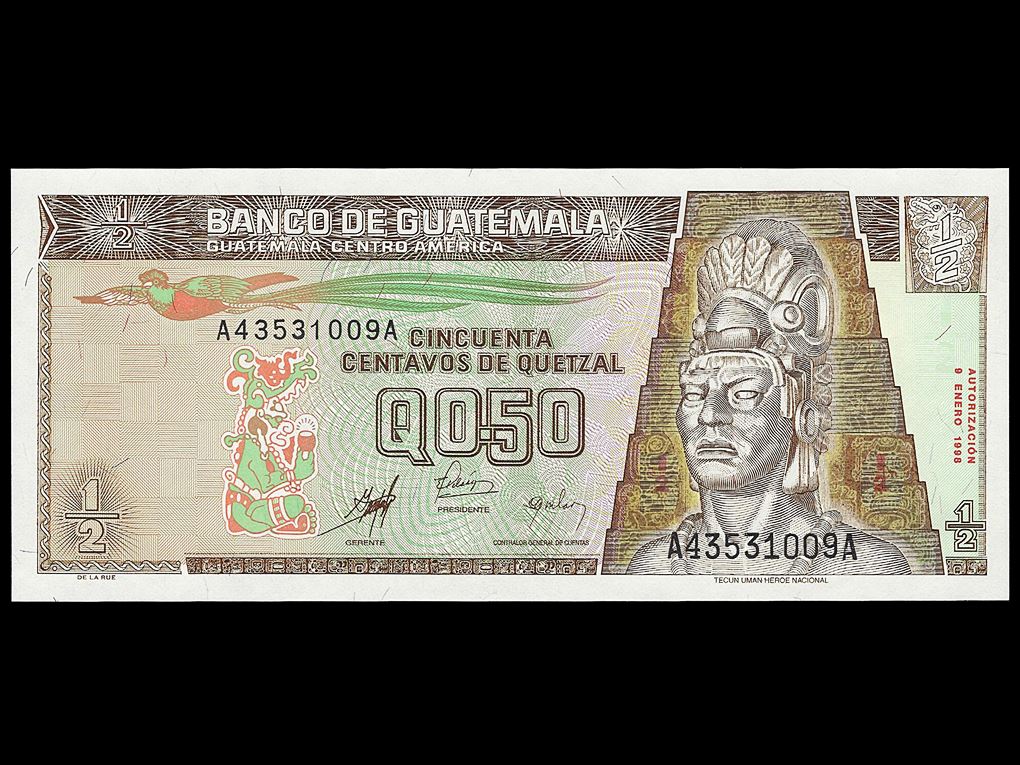 1/2
BANCO DE GUATEMALA
GUATEMALA CENTRO AMERICA
1/2
A43531009A
CINCUENTA
CENTAVOS DE QUETZAL
Q0.50
AUTORIZACIÓN
9 ENERO 1998
1/2
GERENTE
PRESIDENTE
CONTRALOR GENERAL DE CUENTAS
A43531009A
1/2
DE LA RUE
TECUN UMAN HEROE NACIONAL